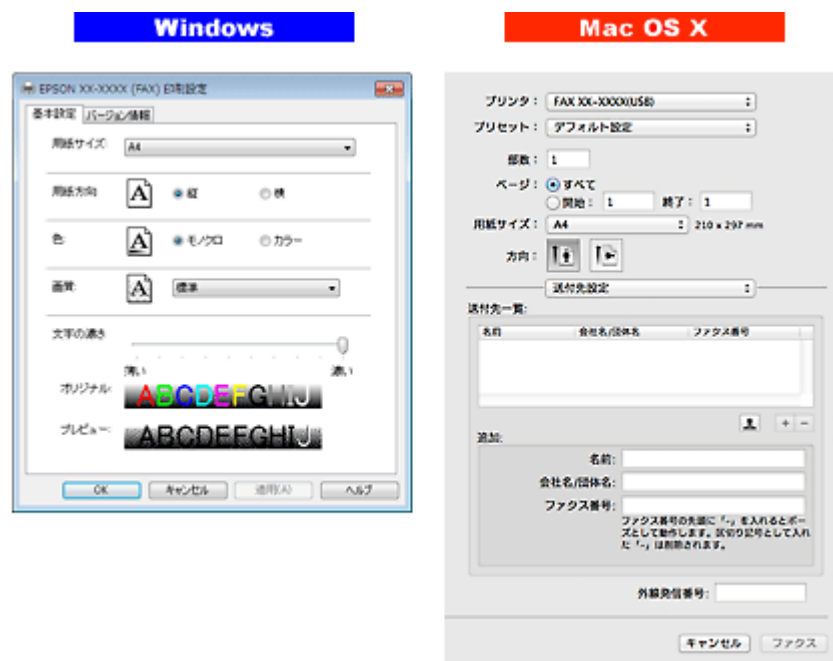 Windows
EPSON XX-XXXX (FAX) 印刷設定
基本設定 バージョン情報
用紙サイズ: A4
用紙方向: A 縦 横
色: A モノクロ カラー
画質: A 標準
文字の濃さ
薄い 濃い
オリジナル: ABCDEFGHIJ
プレビュー: ABCDEFGHIJ
OK キャンセル 適用(A) ヘルプ
Mac OS X
プリンタ: FAX XX-XXXX(USB)
プリセット: デフォルト設定
部数: 1
ページ: すべて
開始: 1 終了: 1
用紙サイズ: A4 210 x 297 mm
方向:
送付先設定
送付先一覧:
名前 会社名/団体名 ファクス番号
+ -
追加:
名前:
会社名/団体名:
ファクス番号:
ファクス番号の先頭に「-」を入れるとポー
ズとして動作します。区切り記号として入れ
た「-」は削除されます。
外線発信番号:
キャンセル ファクス